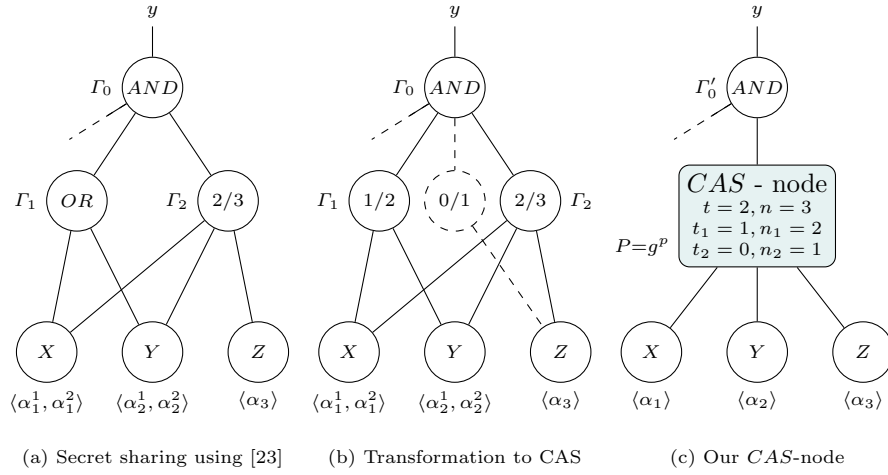 y y y
Γ0 AND Γ0 AND Γ′0 AND
Γ1 OR Γ2 2/3 Γ1 1/2 0/1 2/3 Γ2 CAS - node
t = 2, n = 3
t1 = 1, n1 = 2
t2 = 0, n2 = 1
P=g^p
X Y Z X Y Z X Y Z
⟨α₁¹, α₁²⟩ ⟨α₂¹, α₂²⟩ ⟨α₃⟩ ⟨α₁¹, α₁²⟩ ⟨α₂¹, α₂²⟩ ⟨α₃⟩ ⟨α₁⟩ ⟨α₂⟩ ⟨α₃⟩
(a) Secret sharing using [23] (b) Transformation to CAS (c) Our CAS-node